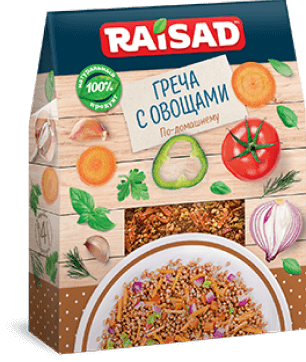 RAISAD
натуральный
100%
продукт
ГРЕЧА
С ОВОЩАМИ
По-домашнему